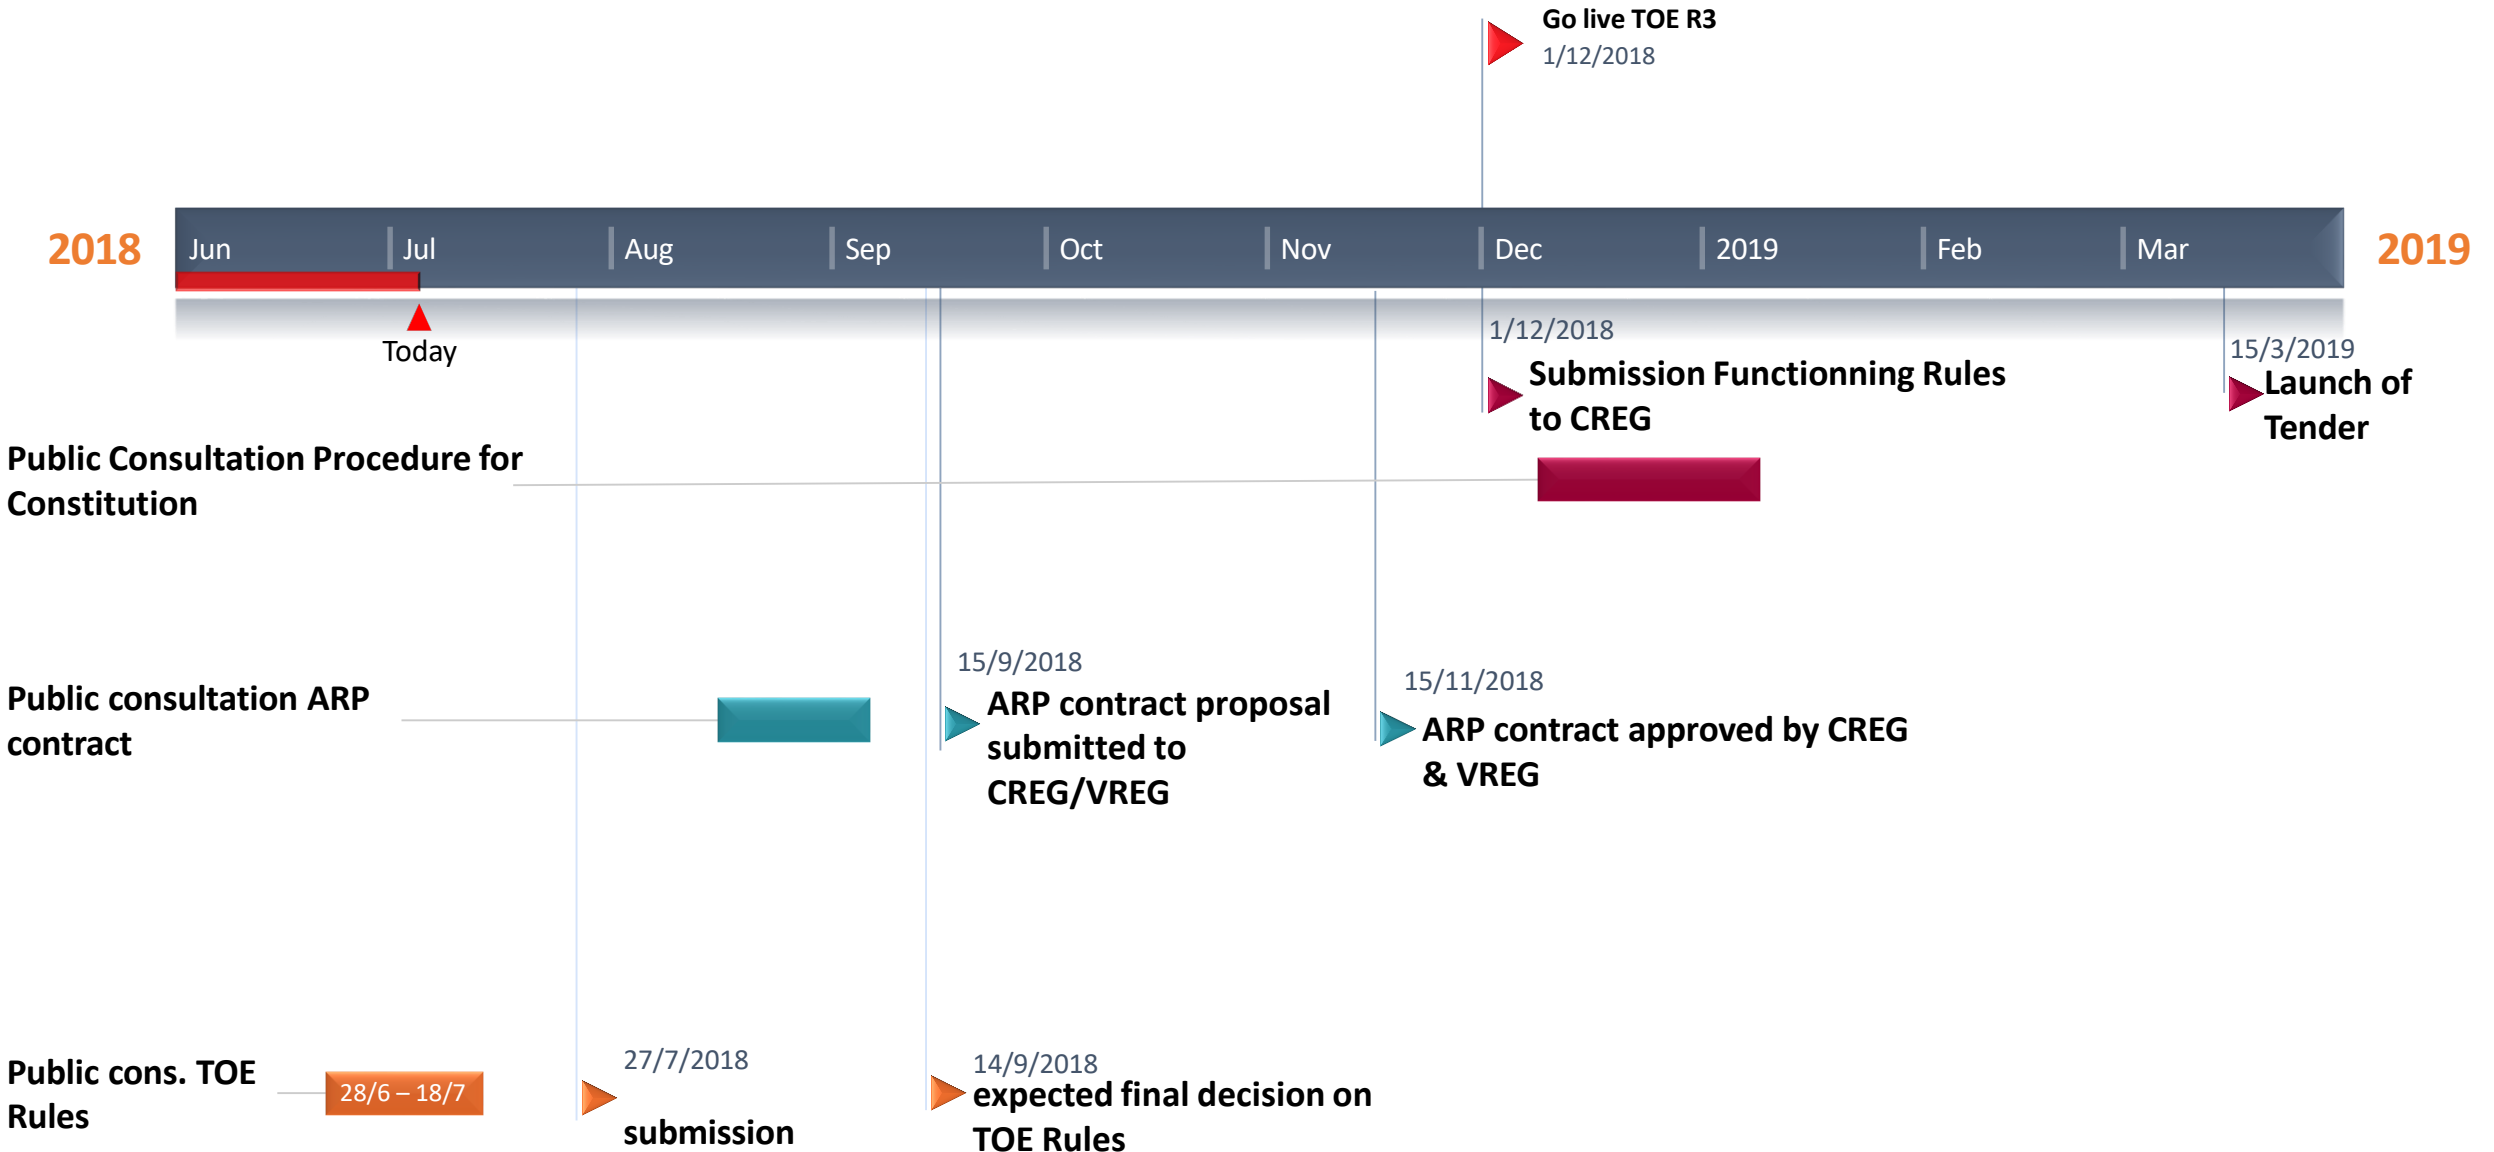 Go live TOE R3
1/12/2018
2018
Jun
Jul
Aug
Sep
Oct
Nov
Dec
2019
Feb
Mar
2019
Today
1/12/2018
Submission Functionning Rules
to CREG
15/3/2019
Launch of
Tender
Public Consultation Procedure for
Constitution
15/9/2018
ARP contract proposal
submitted to
CREG/VREG
15/11/2018
ARP contract approved by CREG
& VREG
Public consultation ARP
contract
Public cons. TOE
Rules
28/6 – 18/7
27/7/2018
submission
14/9/2018
expected final decision on
TOE Rules